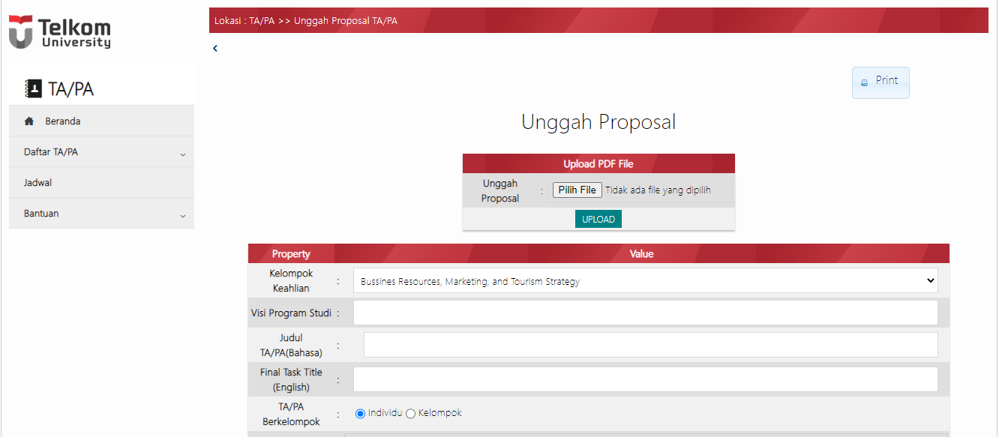 Telkom
University
Lokasi : TA/PA >> Unggah Proposal TA/PA
TA/PA
Beranda
Daftar TA/PA
Jadwal
Bantuan
Print
Unggah Proposal
Upload PDF File
Unggah
Proposal
: Pilih File Tidak ada file yang dipilih
UPLOAD
Property Value
Kelompok
Keahlian
: Bussines Resources, Marketing, and Tourism Strategy
Visi Program Studi :
Judul
TA/PA(Bahasa)
:
Final Task Title
(English)
:
TA/PA
Berkelompok
: Individu Kelompok